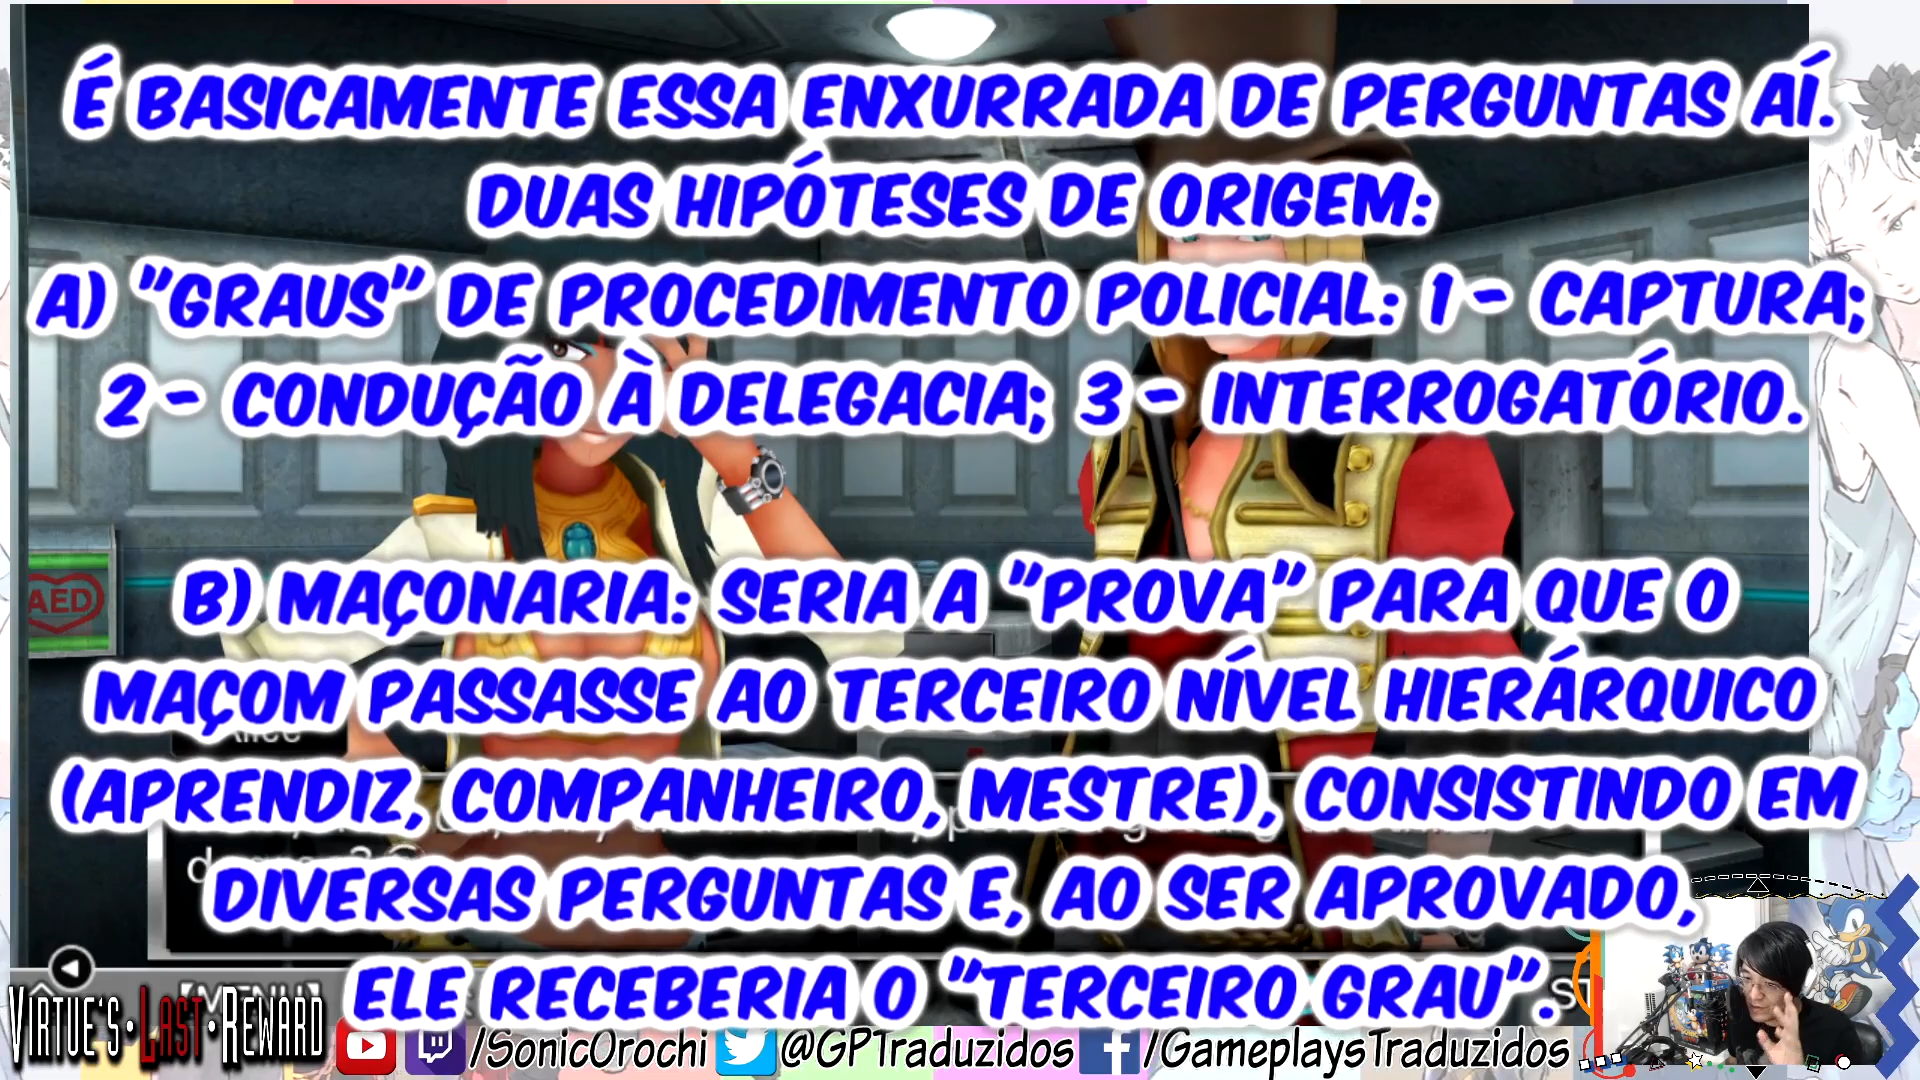 É BASICAMENTE ESSA ENXURRADA DE PERGUNTAS AÍ.
DUAS HIPÓTESES DE ORIGEM:
A) "GRAUS" DE PROCEDIMENTO POLICIAL: 1 - CAPTURA;
2 - CONDUÇÃO À DELEGACIA; 3 - INTERROGATÓRIO.
AED
B) MAÇONARIA: SERIA A "PROVA" PARA QUE O
MAÇOM PASSASSE AO TERCEIRO NÍVEL HIERÁRQUICO
Alice
(APRENDIZ, COMPANHEIRO, MESTRE), CONSISTINDO EM
DIVERSAS PERGUNTAS E, AO SER APROVADO,
ELE RECEBERIA O "TERCEIRO GRAU".
VIRTUE'S·LAST·REWARD
/SonicOrochi @GPTraduzidos /GameplaysTraduzidos